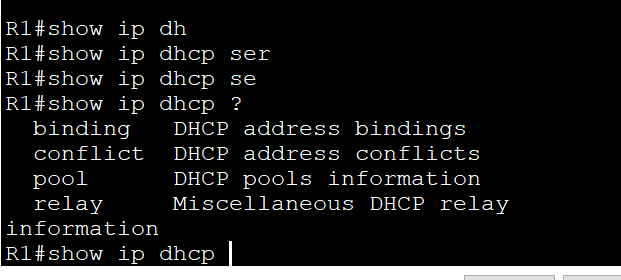 R1#show ip dh
R1#show ip dhcp ser
R1#show ip dhcp se
R1#show ip dhcp ?
binding DHCP address bindings
conflict DHCP address conflicts
pool DHCP pools information
relay Miscellaneous DHCP relay
information
R1#show ip dhcp